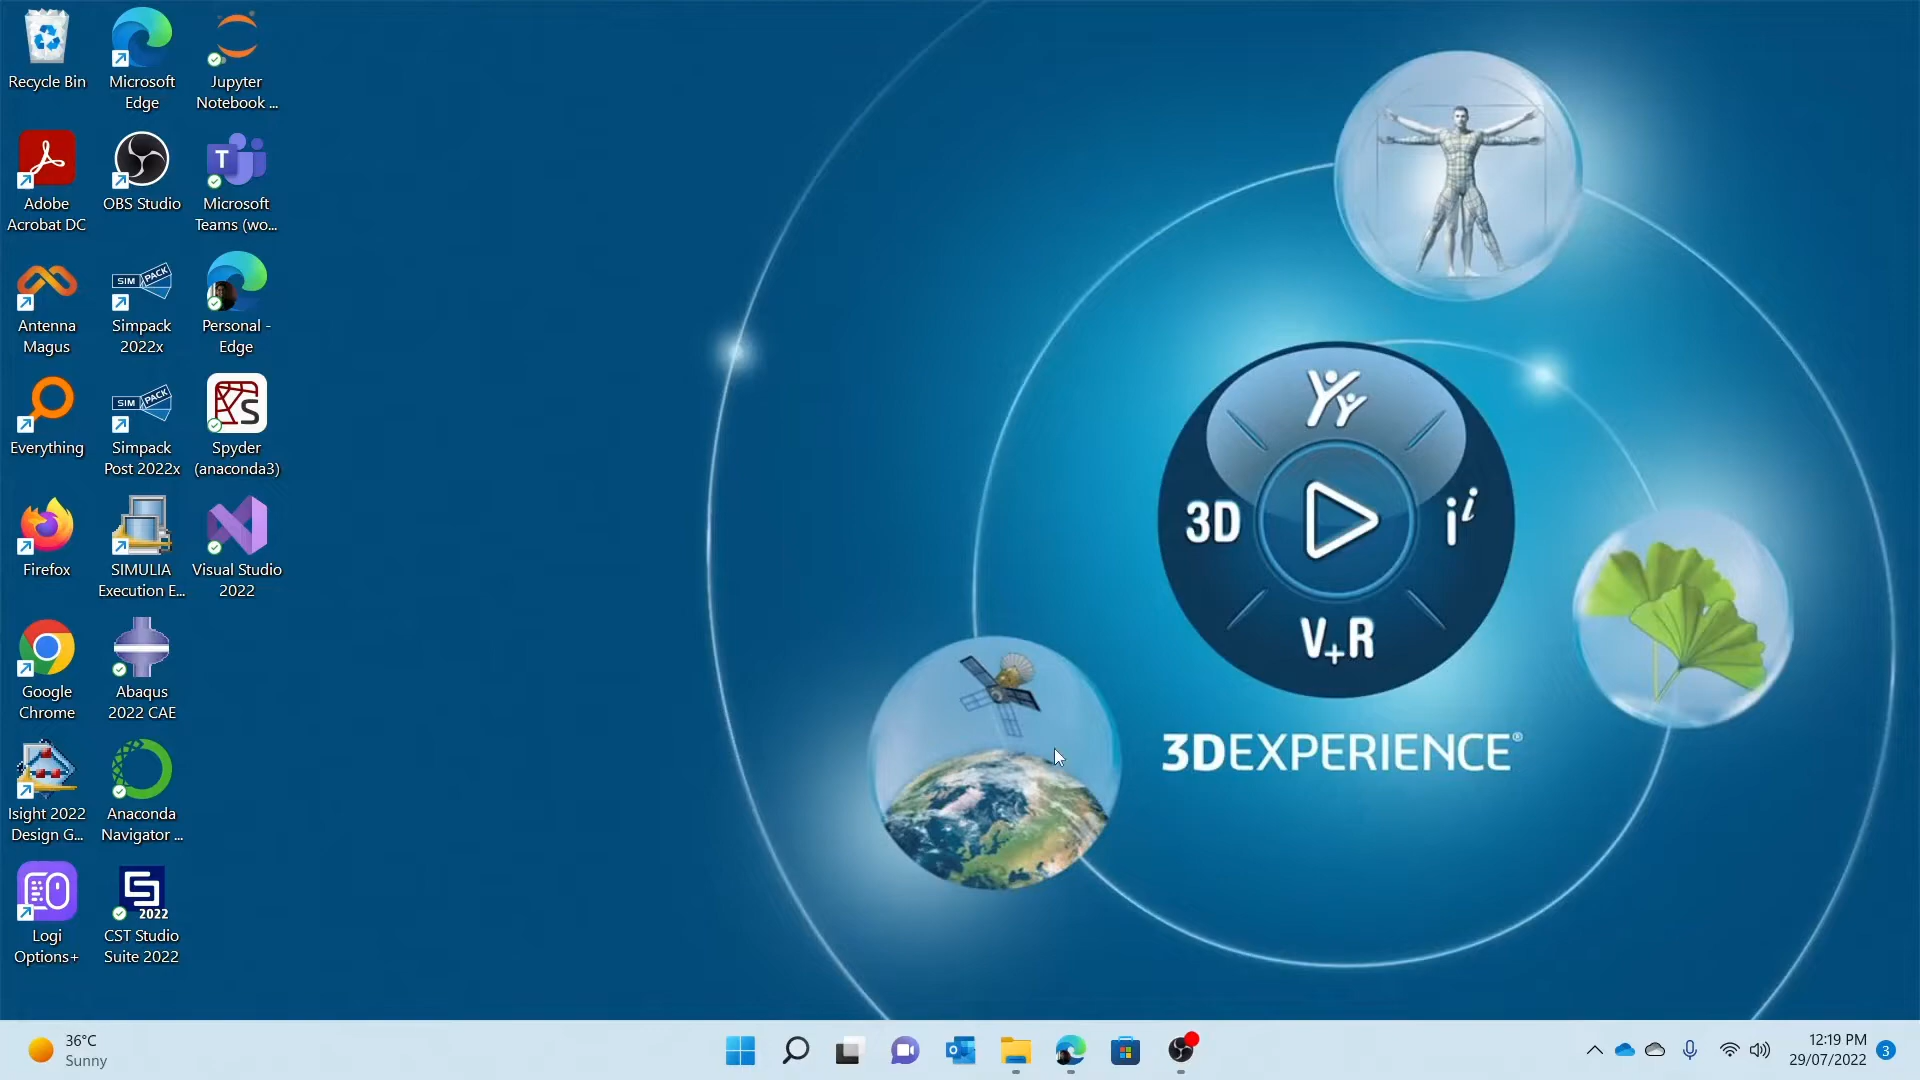 Recycle Bin
Microsoft
Edge
Jupyter
Notebook ...
Adobe
Acrobat DC
OBS Studio
T
Microsoft
Teams (wo...
Antenna
Magus
SIM PACK
Simpack
2022x
Personal -
Edge
Everything
SIM PACK
Simpack
Post 2022x
S
Spyder
(anaconda3)
Firefox
SIMULIA
Execution E...
Visual Studio
2022
Google
Chrome
Abaqus
2022 CAE
Isight 2022
Design G...
Anaconda
Navigator ...
Logi
Options+
2022
CST Studio
Suite 2022
3D
i i
V+R
3DEXPERIENCE®
36°C
Sunny
12:19 PM
29/07/2022
3